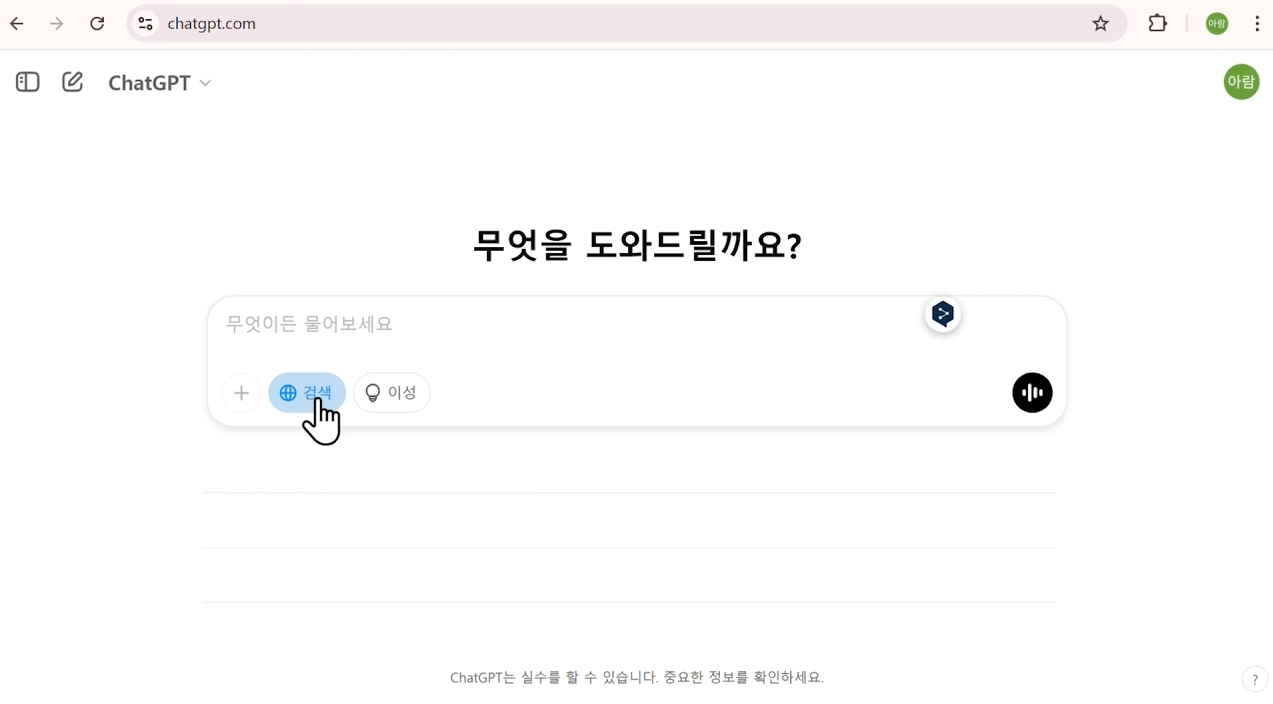 chatgpt.com
아람
ChatGPT
아람
무엇을 도와드릴까요?
무엇이든 물어보세요
검색
이성
ChatGPT는 실수를 할 수 있습니다. 중요한 정보를 확인하세요.
?